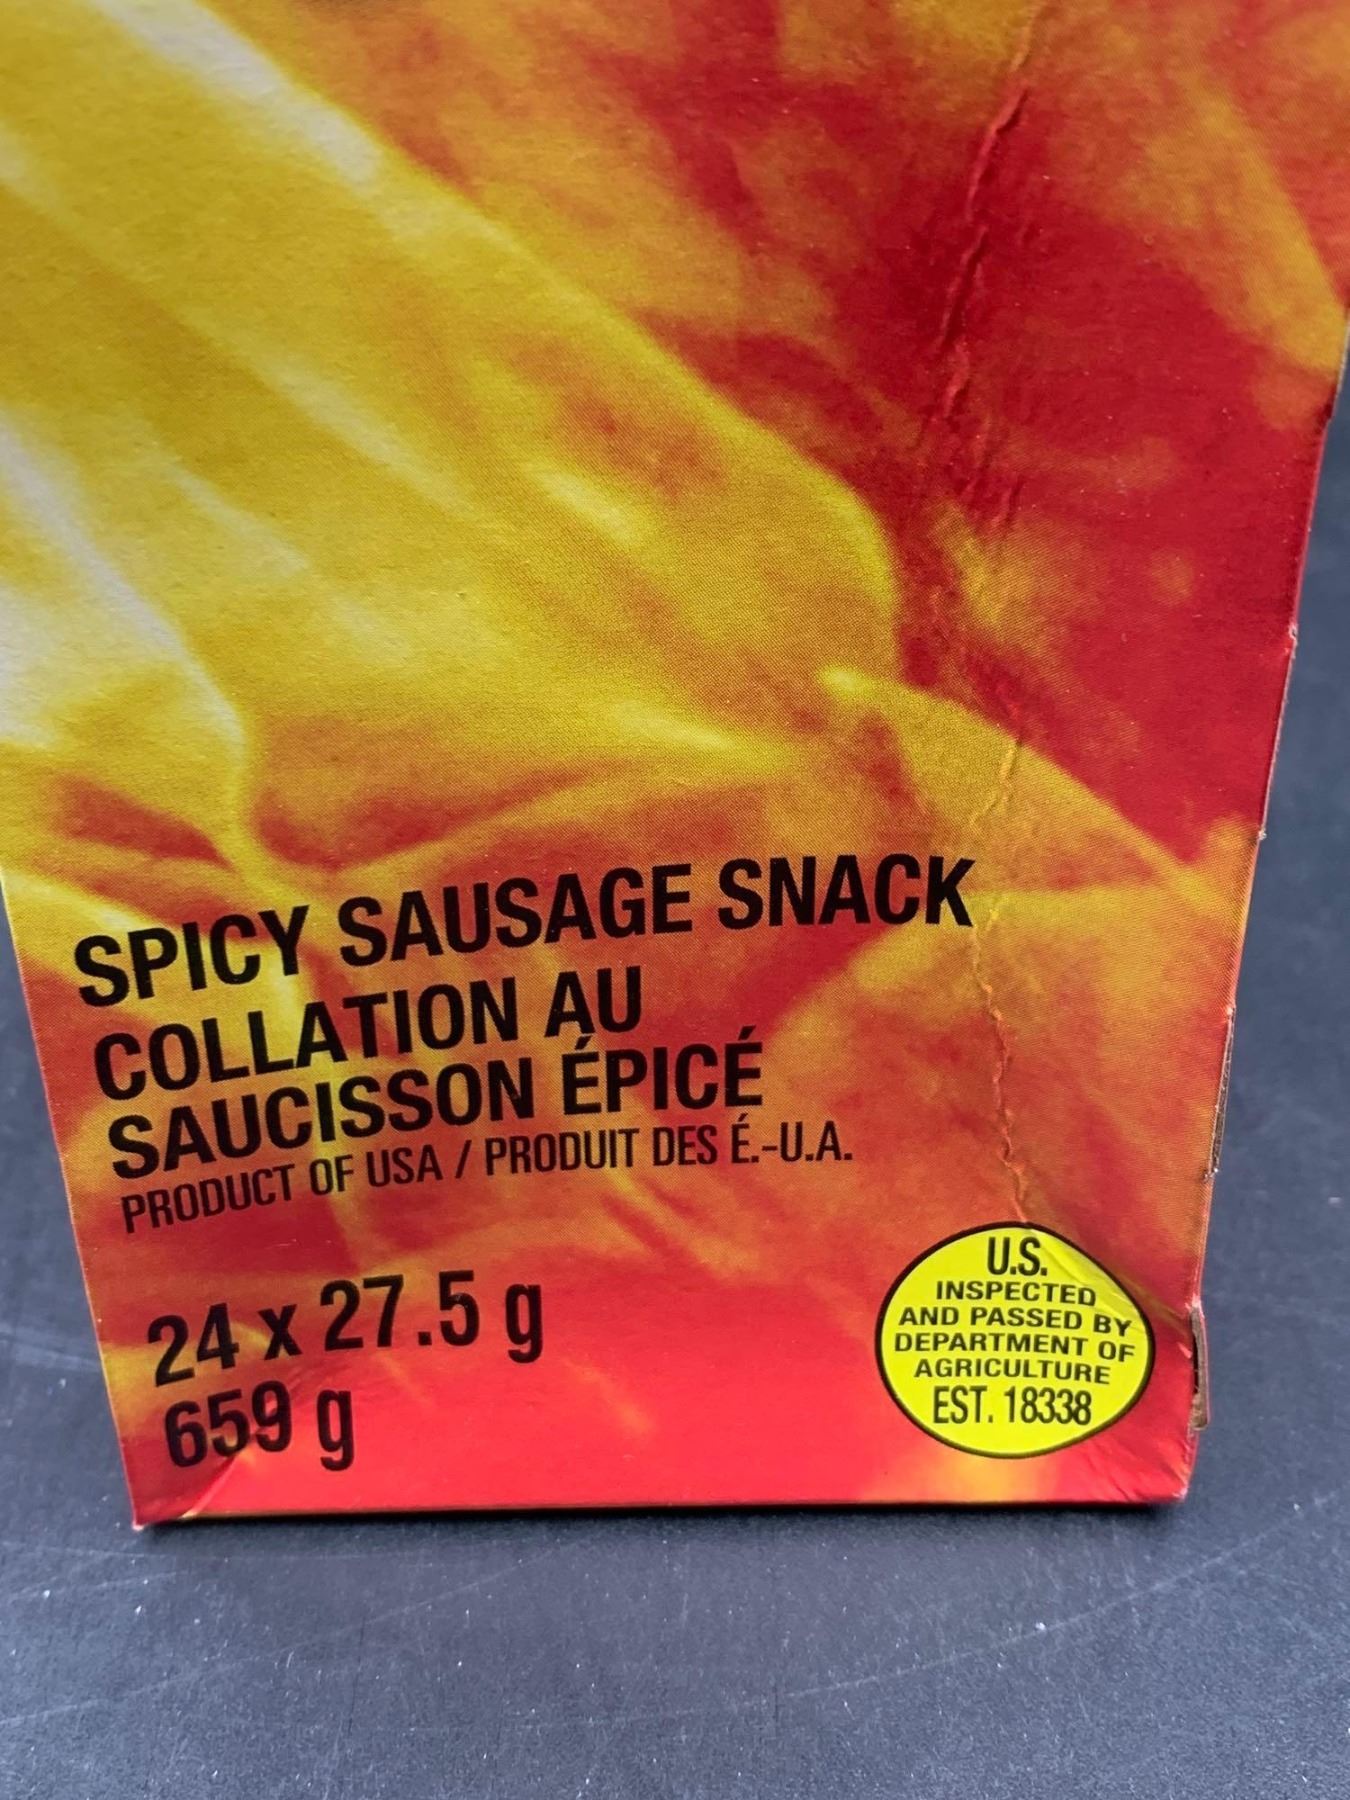 SPICY SAUSAGE SNACK
COLLATION AU
SAUCISSON ÉPICÉ
PRODUCT OF USA / PRODUIT DES É.-U.A.
24 x 27.5 g
659 g
U.S.
INSPECTED
AND PASSED BY
DEPARTMENT OF
AGRICULTURE
EST. 18338